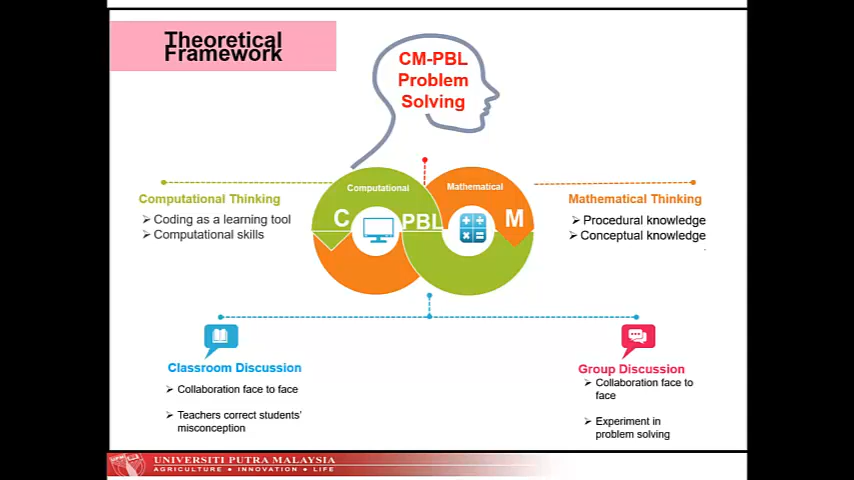 Theoretical
Framework
CM-PBL
Problem
Solving
Computational
Mathematical
C
PBL
M
Computational Thinking
➢ Coding as a learning tool
➢ Computational skills
Mathematical Thinking
➢ Procedural knowledge
➢ Conceptual knowledge
.
Classroom Discussion
➢ Collaboration face to face
➢ Teachers correct students'
misconception
Group Discussion
➢ Collaboration face to
face
➢ Experiment in
problem solving
UNIVERSITI PUTRA MALAYSIA
AGRICULTURE • INNOVATION • LIFE